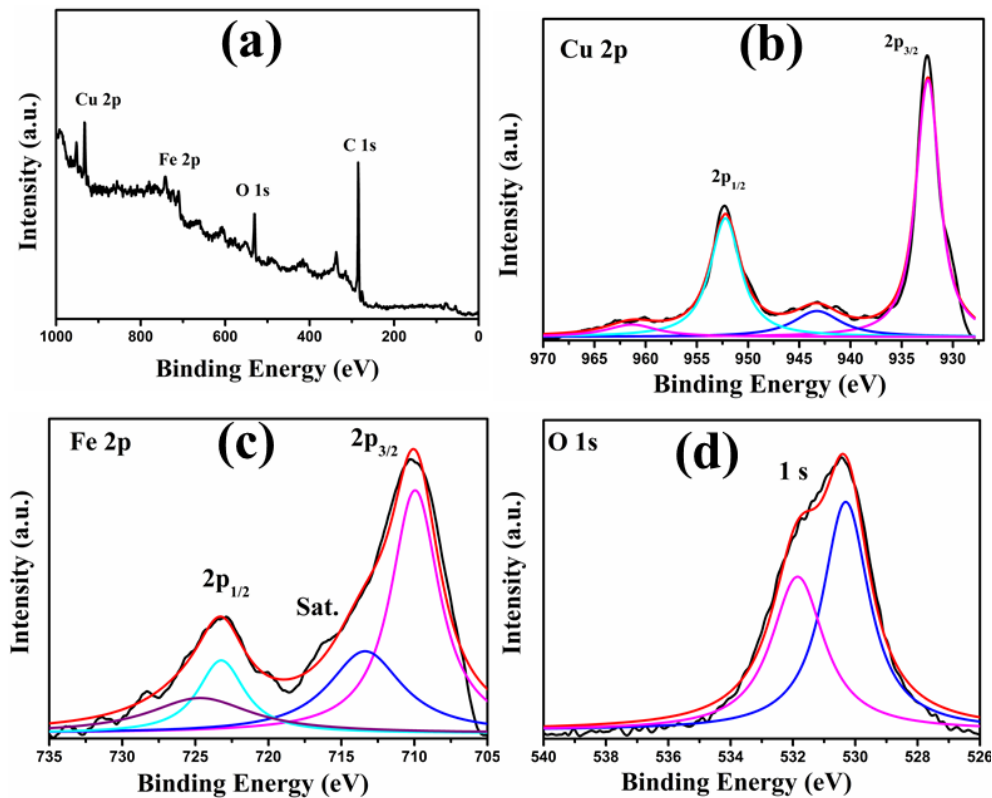 (a)
Cu 2p
Fe 2p
O 1s
C 1s
Intensity (a.u.)
1000 800 600 400 200 0
Binding Energy (eV)
Cu 2p
(b)
2p3/2
2p1/2
Intensity (a.u.)
970 965 960 955 950 945 940 935 930
Binding Energy (eV)
Fe 2p
(c)
2p3/2
2p1/2
Sat.
Intensity (a.u.)
735 730 725 720 715 710 705
Binding Energy (eV)
O 1s
(d)
1 s
Intensity (a.u.)
540 538 536 534 532 530 528 526
Binding Energy (eV)